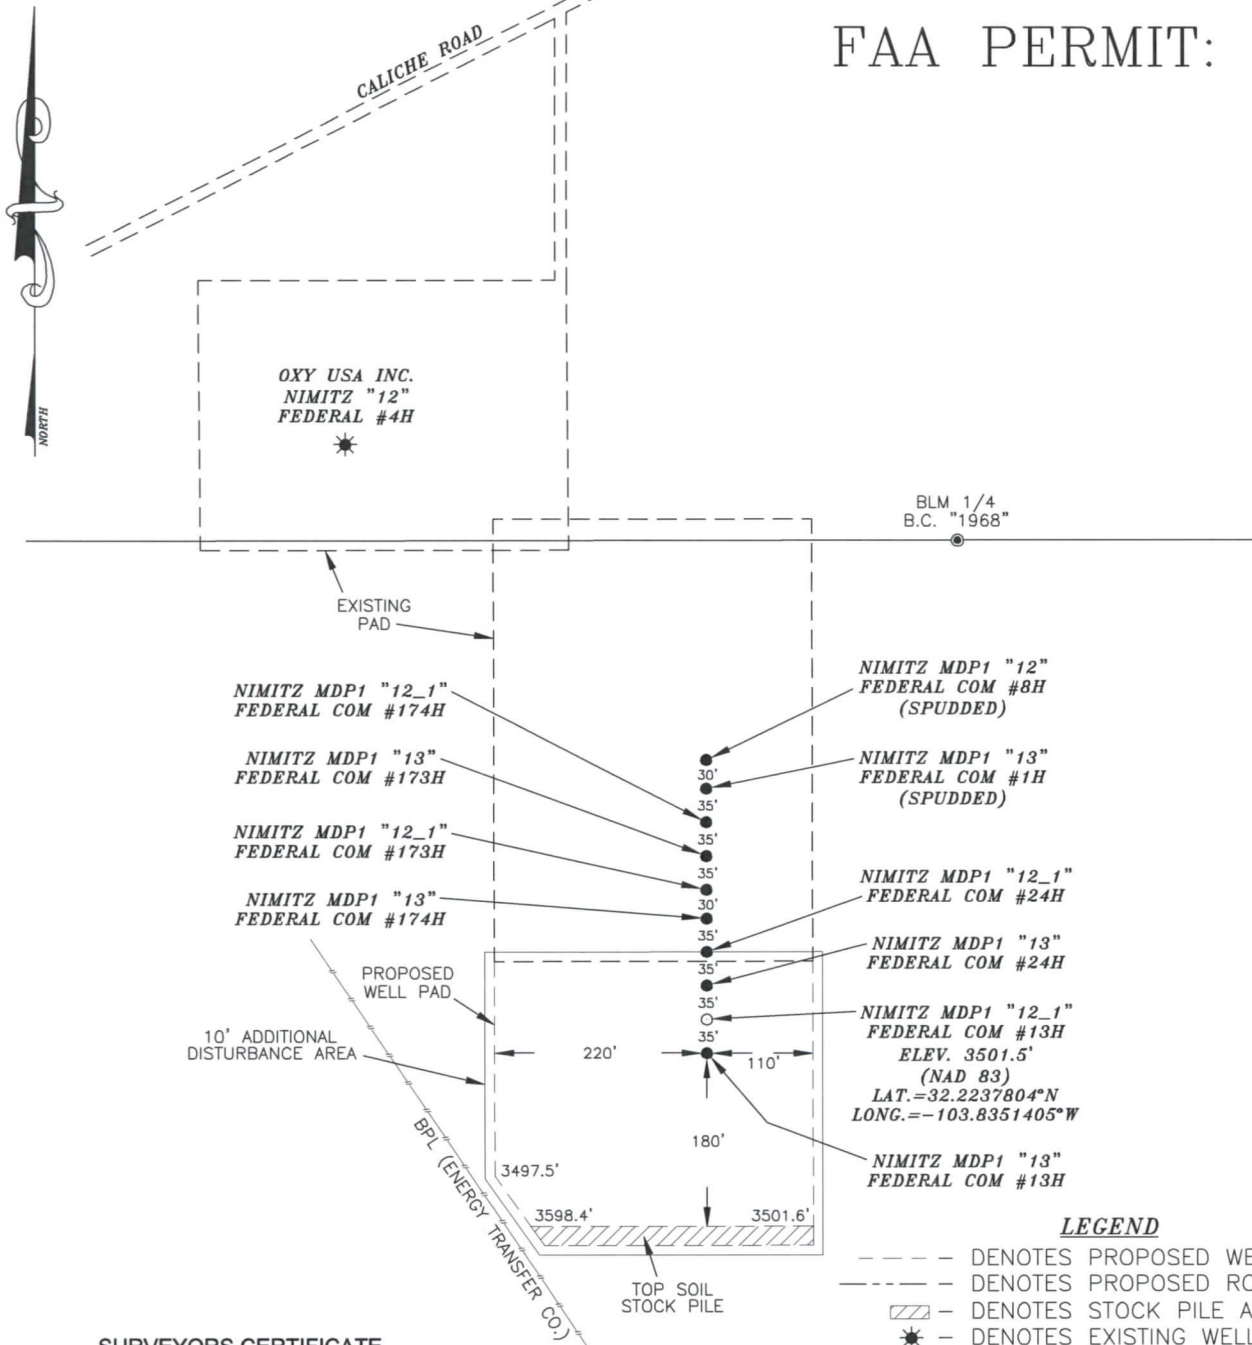 FAA PERMIT:
CALICHE ROAD
NORTH
OXY USA INC.
NIMITZ "12"
FEDERAL #4H
BLM 1/4
B.C. "1968"
EXISTING
PAD
NIMITZ MDP1 "12_1"
FEDERAL COM #174H
NIMITZ MDP1 "13"
FEDERAL COM #173H
NIMITZ MDP1 "12_1"
FEDERAL COM #173H
NIMITZ MDP1 "13"
FEDERAL COM #174H
NIMITZ MDP1 "12"
FEDERAL COM #8H
(SPUDDED)
NIMITZ MDP1 "13"
FEDERAL COM #1H
(SPUDDED)
30'
35'
35'
35'
30'
35'
35'
35'
35'
NIMITZ MDP1 "12_1"
FEDERAL COM #24H
NIMITZ MDP1 "13"
FEDERAL COM #24H
NIMITZ MDP1 "12_1"
FEDERAL COM #13H
ELEV. 3501.5'
(NAD 83)
LAT.=32.2237804°N
LONG.=-103.8351405°W
NIMITZ MDP1 "13"
FEDERAL COM #13H
PROPOSED
WELL PAD
10' ADDITIONAL
DISTURBANCE AREA
220'
110'
180'
3497.5'
3598.4'
3501.6'
BPL (ENERGY TRANSFER CO.)
TOP SOIL
STOCK PILE
LEGEND
– DENOTES PROPOSED WE
– DENOTES PROPOSED RO
– DENOTES STOCK PILE A
– DENOTES EXISTING WELL
SURVEYORS CERTIFICATE